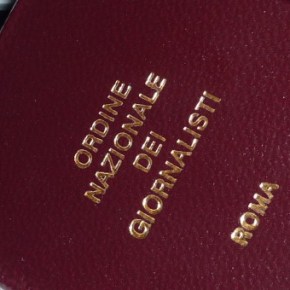 ORDINE
NAZIONALE
DEI
GIORNALISTI
ROMA